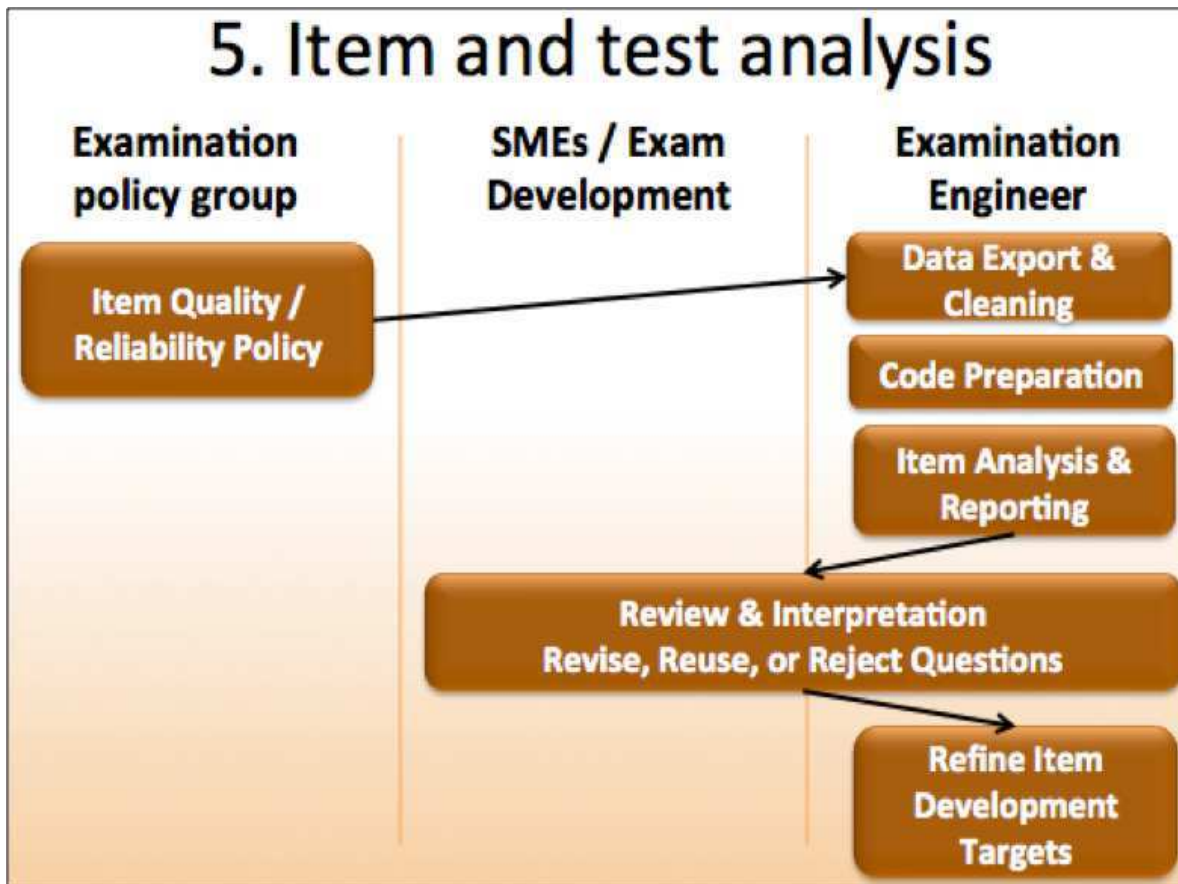 5. Item and test analysis
Examination
policy group
SMEs / Exam
Development
Examination
Engineer
Item Quality /
Reliability Policy
Data Export &
Cleaning
Code Preparation
Item Analysis &
Reporting
Review & Interpretation
Revise, Reuse, or Reject Questions
Refine Item
Development
Targets